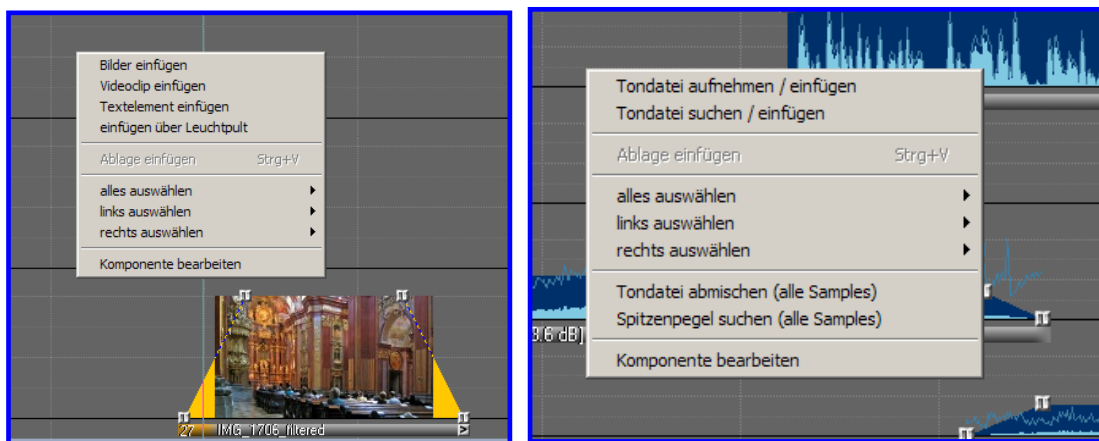 Bilder einfügen
Videoclip einfügen
Textelement einfügen
einfügen über Leuchtpult
Ablage einfügen Strg+V
alles auswählen
links auswählen
rechts auswählen
Komponente bearbeiten
27 IMG_1706_filtered
Tondatei aufnehmen / einfügen
Tondatei suchen / einfügen
Ablage einfügen Strg+V
alles auswählen
links auswählen
rechts auswählen
Tondatei abmischen (alle Samples)
Spitzenpegel suchen (alle Samples)
3.6 dB]
Komponente bearbeiten